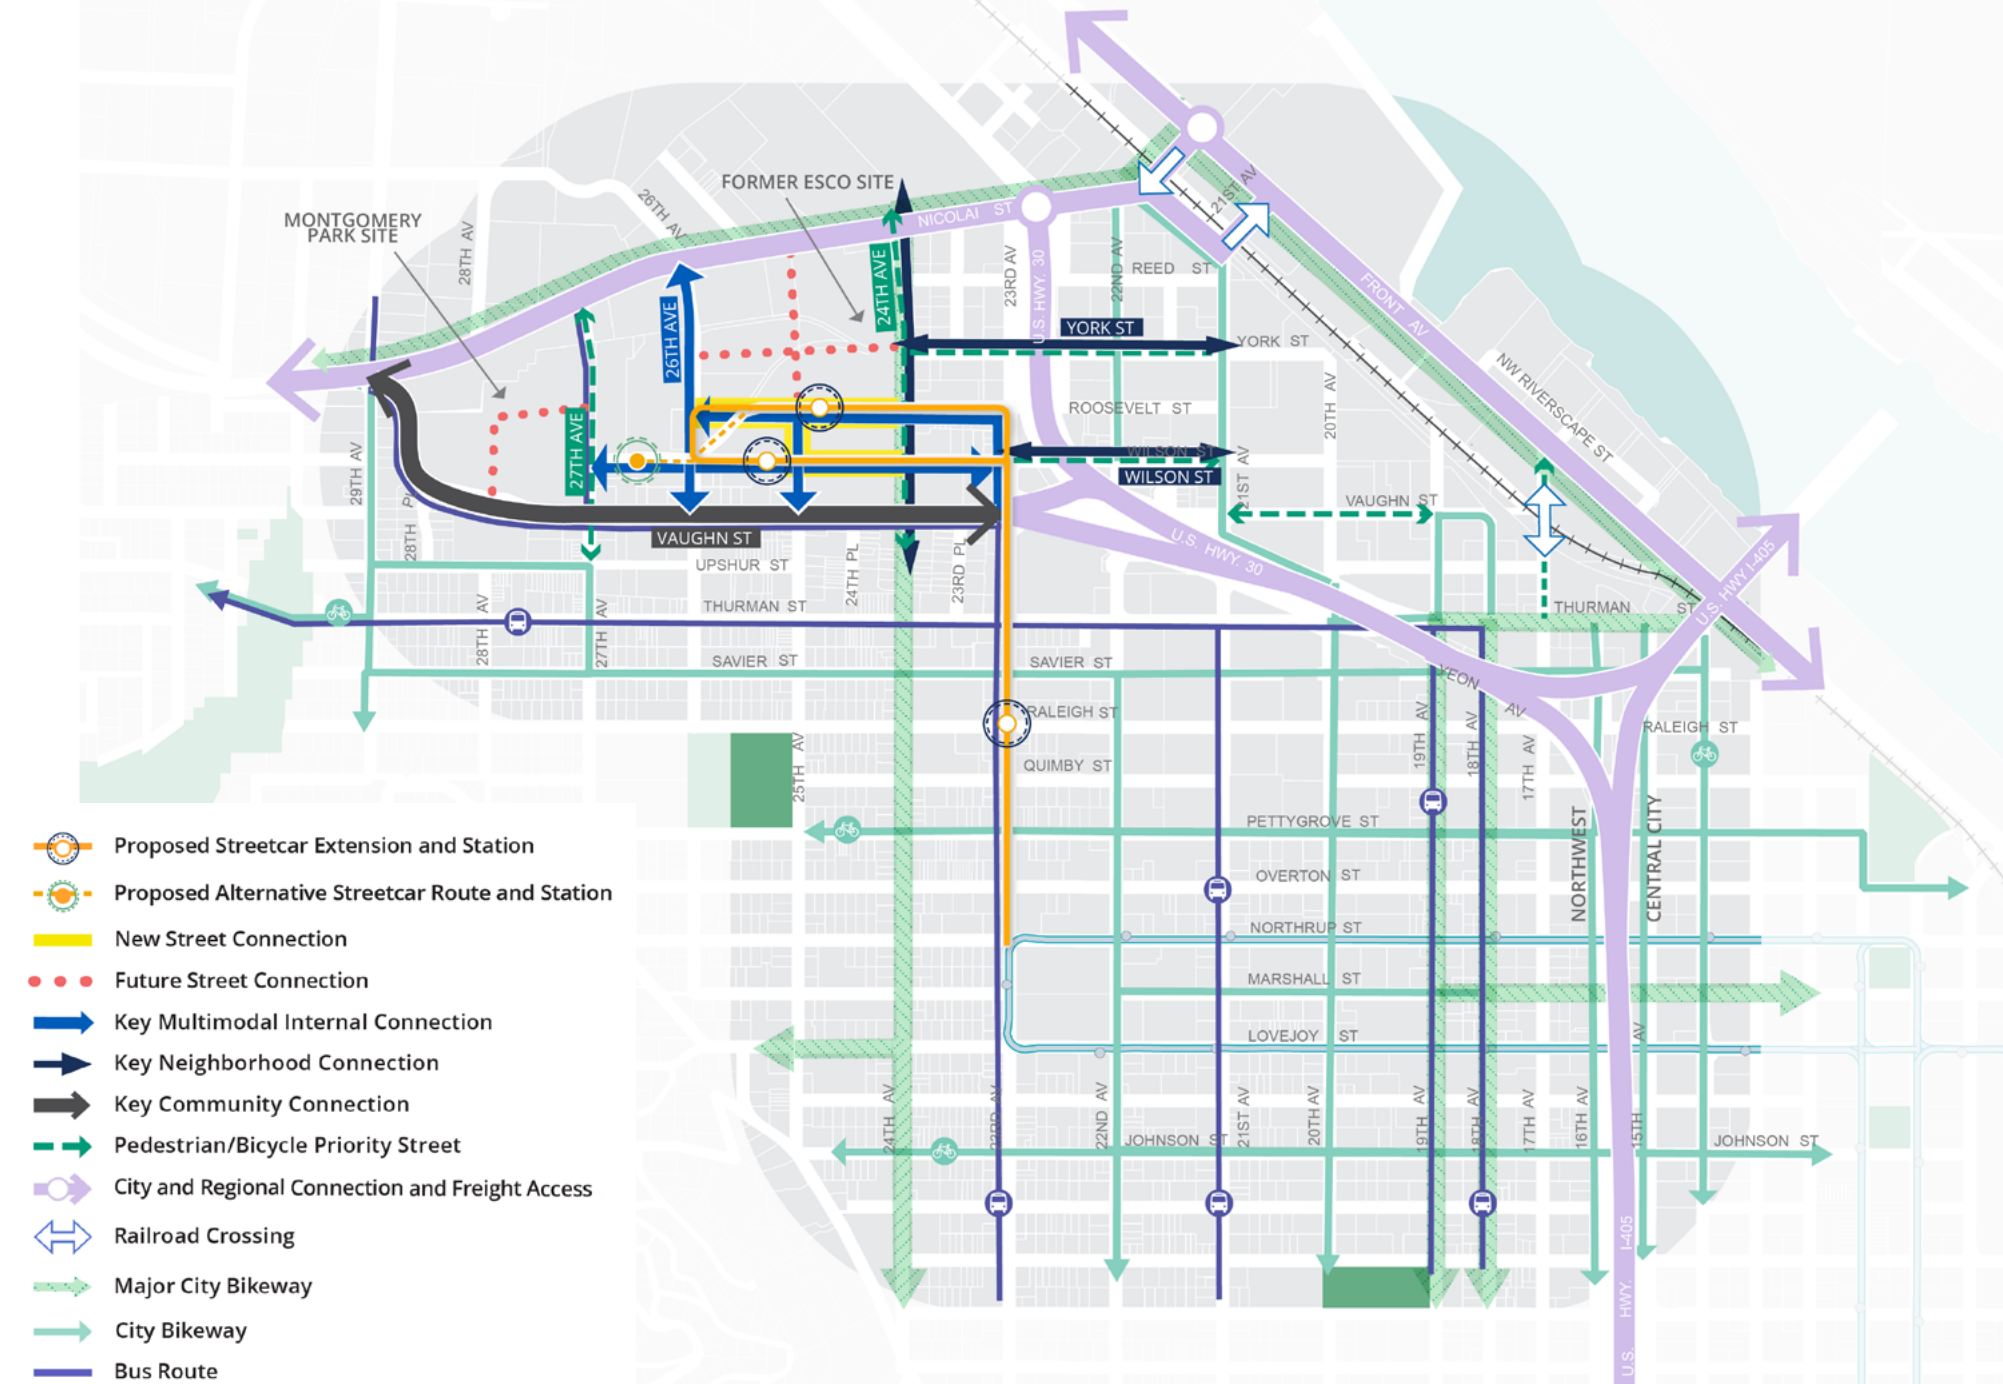 FORMER ESCO SITE
MONTGOMERY
PARK SITE
26TH AV
28TH AV
21ST AV
NICOLAI ST
24TH AVE
23RD AV
U.S. HWY. 30
22ND AV
REED ST
FRONT AV
26TH AVE
YORK ST
YORK ST
NW RIVERSCAPE ST
20TH AV
ROOSEVELT ST
27TH AVE
29TH AV
28TH PL
WILSON ST
WILSON ST
21ST AV
VAUGHN ST
VAUGHN ST
U.S. HWY. 30
U.S. HWY I-405
UPSHUR ST
24TH PL
23RD PL
THURMAN ST
THURMAN ST
28TH AV
27TH AV
SAVIER ST
SAVIER ST
YEON AV
RALEIGH ST
RALEIGH ST
19TH AV
18TH AV
17TH AV
25TH AV
QUIMBY ST
PETTYGROVE ST
NORTHWEST
CENTRAL CITY
OVERTON ST
NORTHRUP ST
MARSHALL ST
LOVEJOY ST
24TH AV
23RD AV
22ND AV
JOHNSON ST
21ST AV
20TH AV
19TH AV
18TH AV
17TH AV
16TH AV
15TH AV
JOHNSON ST
U.S. HWY. I-405
Proposed Streetcar Extension and Station
Proposed Alternative Streetcar Route and Station
New Street Connection
Future Street Connection
Key Multimodal Internal Connection
Key Neighborhood Connection
Key Community Connection
Pedestrian/Bicycle Priority Street
City and Regional Connection and Freight Access
Railroad Crossing
Major City Bikeway
City Bikeway
Bus Route